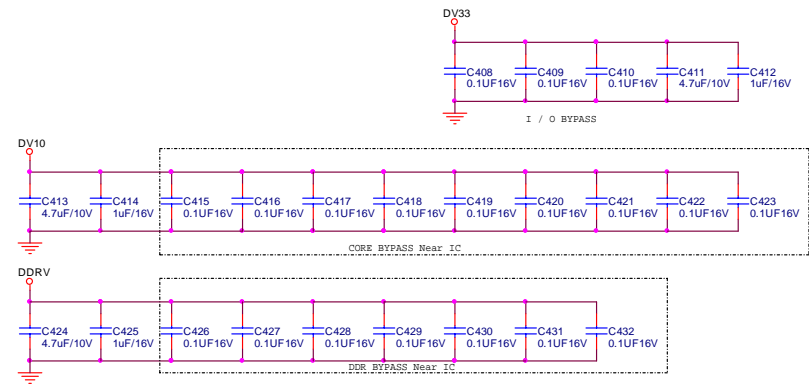 DV33
C408 C409 C410 C411 C412
0.1UF16V 0.1UF16V 0.1UF16V 4.7uF/10V 1uF/16V
I / O BYPASS
DV10
C413 C414 C415 C416 C417 C418 C419 C420 C421 C422 C423
4.7uF/10V 1uF/16V 0.1UF16V 0.1UF16V 0.1UF16V 0.1UF16V 0.1UF16V 0.1UF16V 0.1UF16V 0.1UF16V 0.1UF16V
CORE BYPASS Near IC
DDRV
C424 C425 C426 C427 C428 C429 C430 C431 C432
4.7uF/10V 1uF/16V 0.1UF16V 0.1UF16V 0.1UF16V 0.1UF16V 0.1UF16V 0.1UF16V 0.1UF16V
DDR BYPASS Near IC